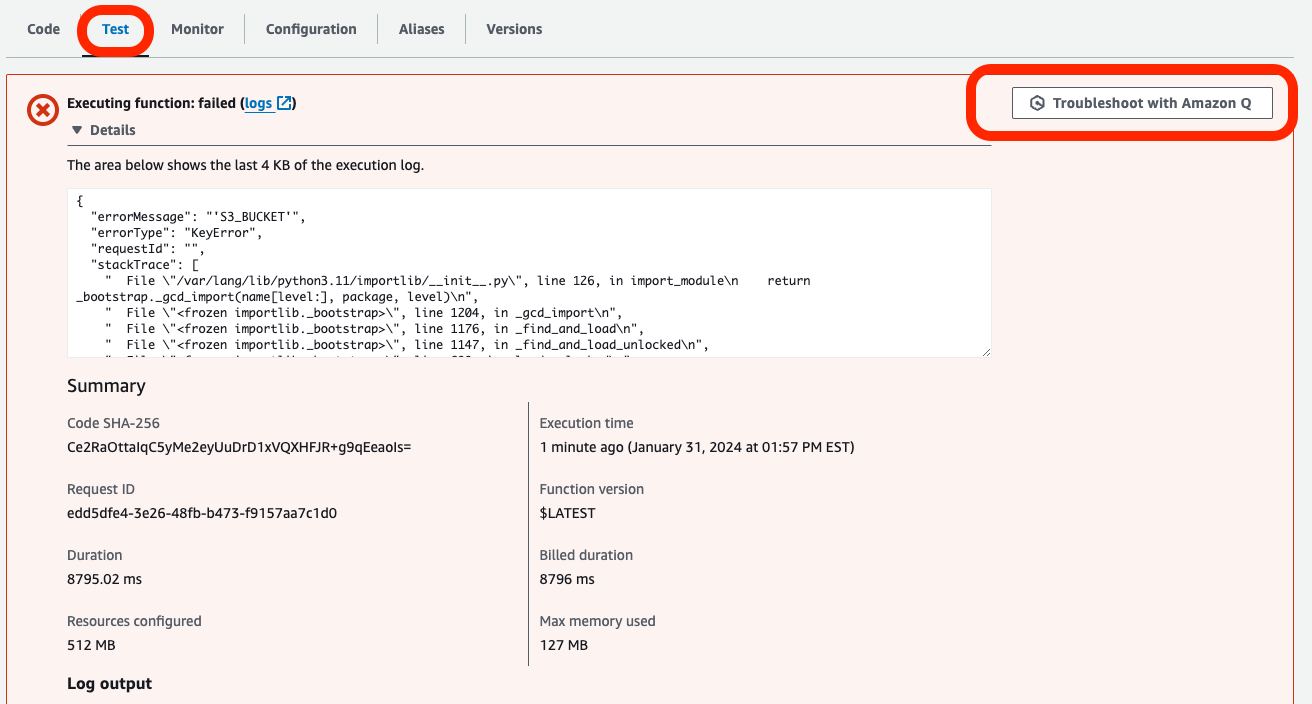 Code Test Monitor Configuration Aliases Versions
Executing function: failed (logs)
Troubleshoot with Amazon Q
Details
The area below shows the last 4 KB of the execution log.
{
  "errorMessage": "'S3_BUCKET'",
  "errorType": "KeyError",
  "requestId": "",
  "stackTrace": [
    "  File \"/var/lang/lib/python3.11/importlib/__init__.py\", line 126, in import_module\n    return
_bootstrap._gcd_import(name[level:], package, level)\n",
    "  File \"<frozen importlib._bootstrap>\", line 1204, in _gcd_import\n",
    "  File \"<frozen importlib._bootstrap>\", line 1176, in _find_and_load\n",
    "  File \"<frozen importlib._bootstrap>\", line 1147, in _find_and_load_unlocked\n",
Summary
Code SHA-256
Ce2RaOttaIqC5yMe2eyUuDrD1xVQXHFJR+g9qEeaoIs=
Execution time
1 minute ago (January 31, 2024 at 01:57 PM EST)
Request ID
edd5dfe4-3e26-48fb-b473-f9157aa7c1d0
Function version
$LATEST
Duration
8795.02 ms
Billed duration
8796 ms
Resources configured
512 MB
Max memory used
127 MB
Log output